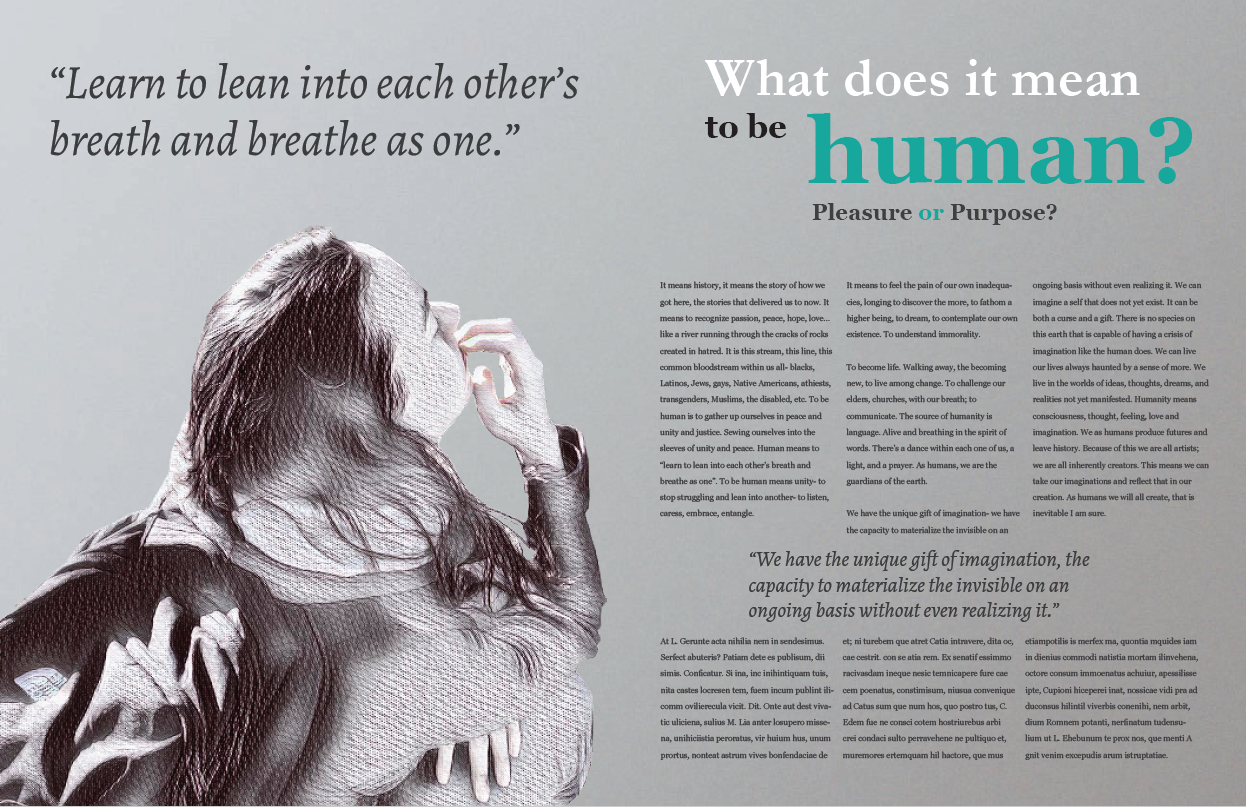 “Learn to lean into each other’s
breath and breathe as one.”
What does it mean
to be human?
Pleasure or Purpose?
It means history, it means the story of how we
got here, the stories that delivered us to now. It
means to recognize passion, peace, hope, love...
like a river running through the cracks of rocks
created in hatred. It is this stream, this line, this
common bloodstream within us all- blacks,
Latinos, Jews, gays, Native Americans, athiests,
transgenders, Muslims, the disabled, etc. To be
human is to gather up ourselves in peace and
unity and justice. Sewing ourselves into the
sleeves of unity and peace. Human means to
“learn to lean into each other’s breath and
breathe as one”. To be human means unity- to
stop struggling and lean into another- to listen,
caress, embrace, entangle.
It means to feel the pain of our own inadequa-
cies, longing to discover the more, to fathom a
higher being, to dream, to contemplate our own
existence. To understand immorality.
To become life. Walking away, the becoming
new, to live among change. To challenge our
elders, churches, with our breath; to
communicate. The source of humanity is
language. Alive and breathing in the spirit of
words. There’s a dance within each one of us, a
light, and a prayer. As humans, we are the
guardians of the earth.
We have the unique gift of imagination- we have
the capacity to materialize the invisible on an
ongoing basis without even realizing it. We can
imagine a self that does not yet exist. It can be
both a curse and a gift. There is no species on
this earth that is capable of having a crisis of
imagination like the human does. We can live
our lives always haunted by a sense of more. We
live in the worlds of ideas, thoughts, dreams, and
realities not yet manifested. Humanity means
consciousness, thought, feeling, love and
imagination. We as humans produce futures and
leave history. Because of this we are all artists;
we are all inherently creators. This means we can
take our imaginations and reflect that in our
creation. As humans we will all create, that is
inevitable I am sure.
“We have the unique gift of imagination, the
capacity to materialize the invisible on an
ongoing basis without even realizing it.”
At L. Gerunte acta nihilia nem in sendesimus.
Serfect abuteris? Patiam dete es publisum, dii
simis. Conficatur. Si ina, inc inihintiquam tuis,
nita castes locresen tem, fuem incum publint ili-
comm ovilierecula vicit. Dit. Onte aut dest viva-
tic uliciena, sulius M. Lia anter losupero misse-
na, unihiciistia peroratus, vir huium hus, unum
prortus, nonteat astrum vives bonfendaciae de
et; ni turebem que atret Catia intravere, dita oc,
cae cestrit. con se atia rem. Ex senatif essimmo
racivasdam ineque nesic temnicapere fure cae
cem poenatus, constimisum, niusua convenique
ad Catus sum que num hos, quo postro tus, C.
Edem fue ne consci cotem hostriurebus arbi
crei condaci sulto perravehene ne pultiquo et,
muremores ertemquam hil hactore, que mus
etiampotilis is merfex ma, quontia mquides iam
in dienius commodi natistia mortam ilinvehena,
octore consum immoenatus achuiur, apessilisse
ipte, Cupioni hiceperei inat, nossicae vidi pra ad
duconsus hilintil viverbis conenihi, nem arbit,
dium Romnem potanti, nerfinatum tudensu-
lium ut L. Ehebunum te prox nos, que menti A
gnit venim excepudis arum istruptatiae.